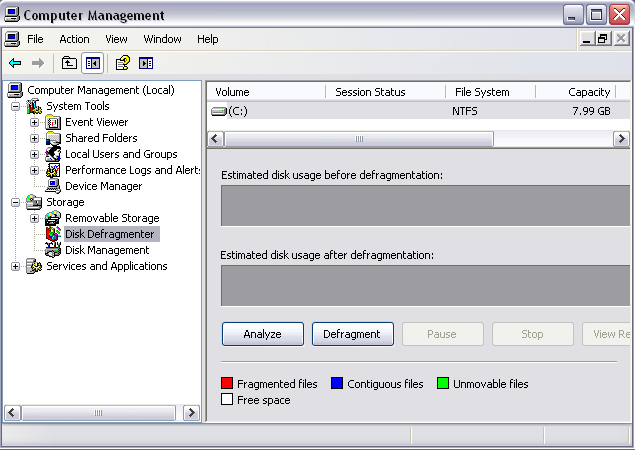 Computer Management
File Action View Window Help
Computer Management (Local)
System Tools
Event Viewer
Shared Folders
Local Users and Groups
Performance Logs and Alerts
Device Manager
Storage
Removable Storage
Disk Defragmenter
Disk Management
Services and Applications
Volume Session Status File System Capacity
(C:) NTFS 7.99 GB
Estimated disk usage before defragmentation:
Estimated disk usage after defragmentation:
Analyze Defragment Pause Stop View Re
Fragmented files Contiguous files Unmovable files
Free space